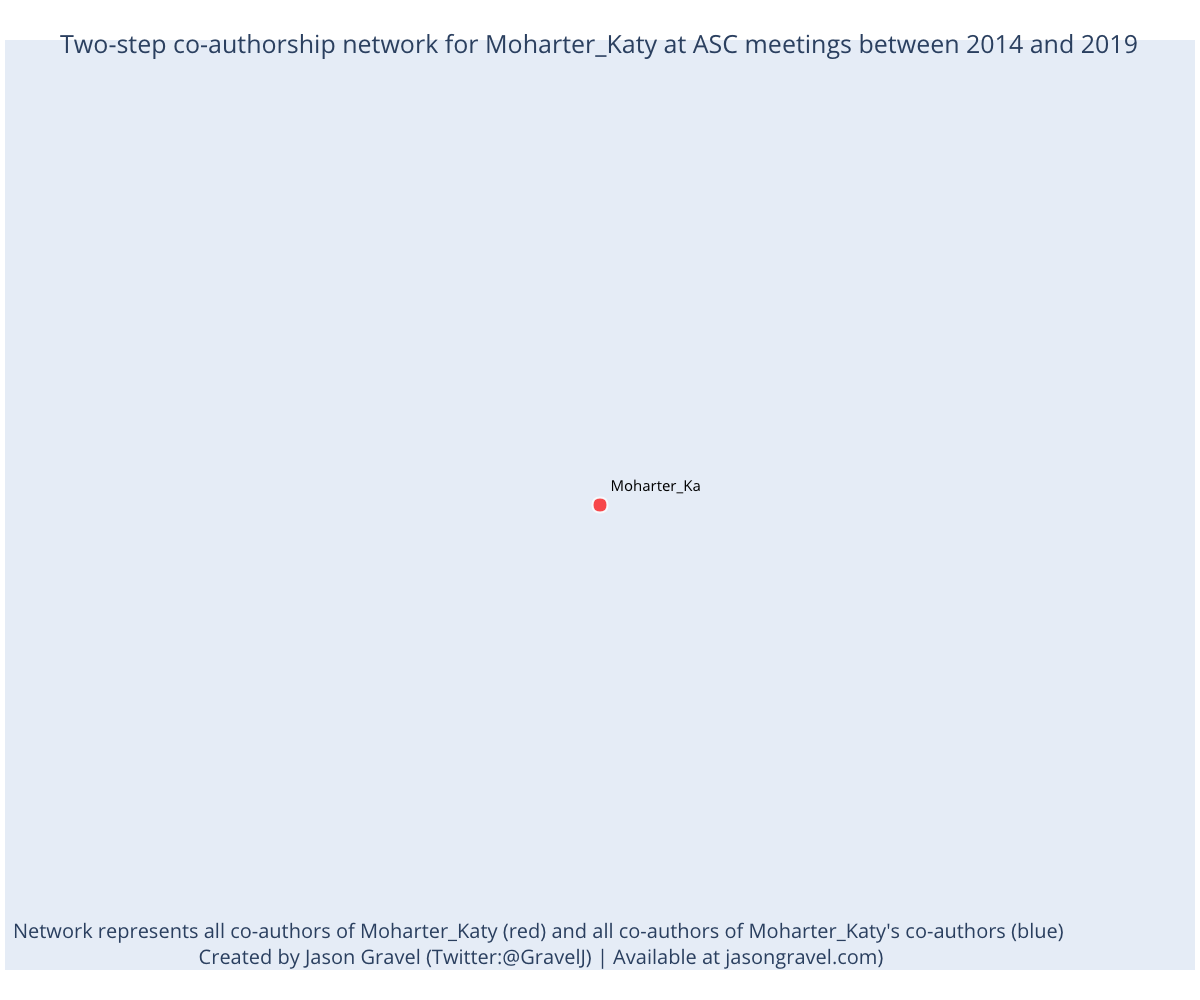 Two-step co-authorship network for Moharter_Katy at ASC meetings between 2014 and 2019
Moharter_Ka
Network represents all co-authors of Moharter_Katy (red) and all co-authors of Moharter_Katy's co-authors (blue)
Created by Jason Gravel (Twitter:@GravelJ) | Available at jasongravel.com)